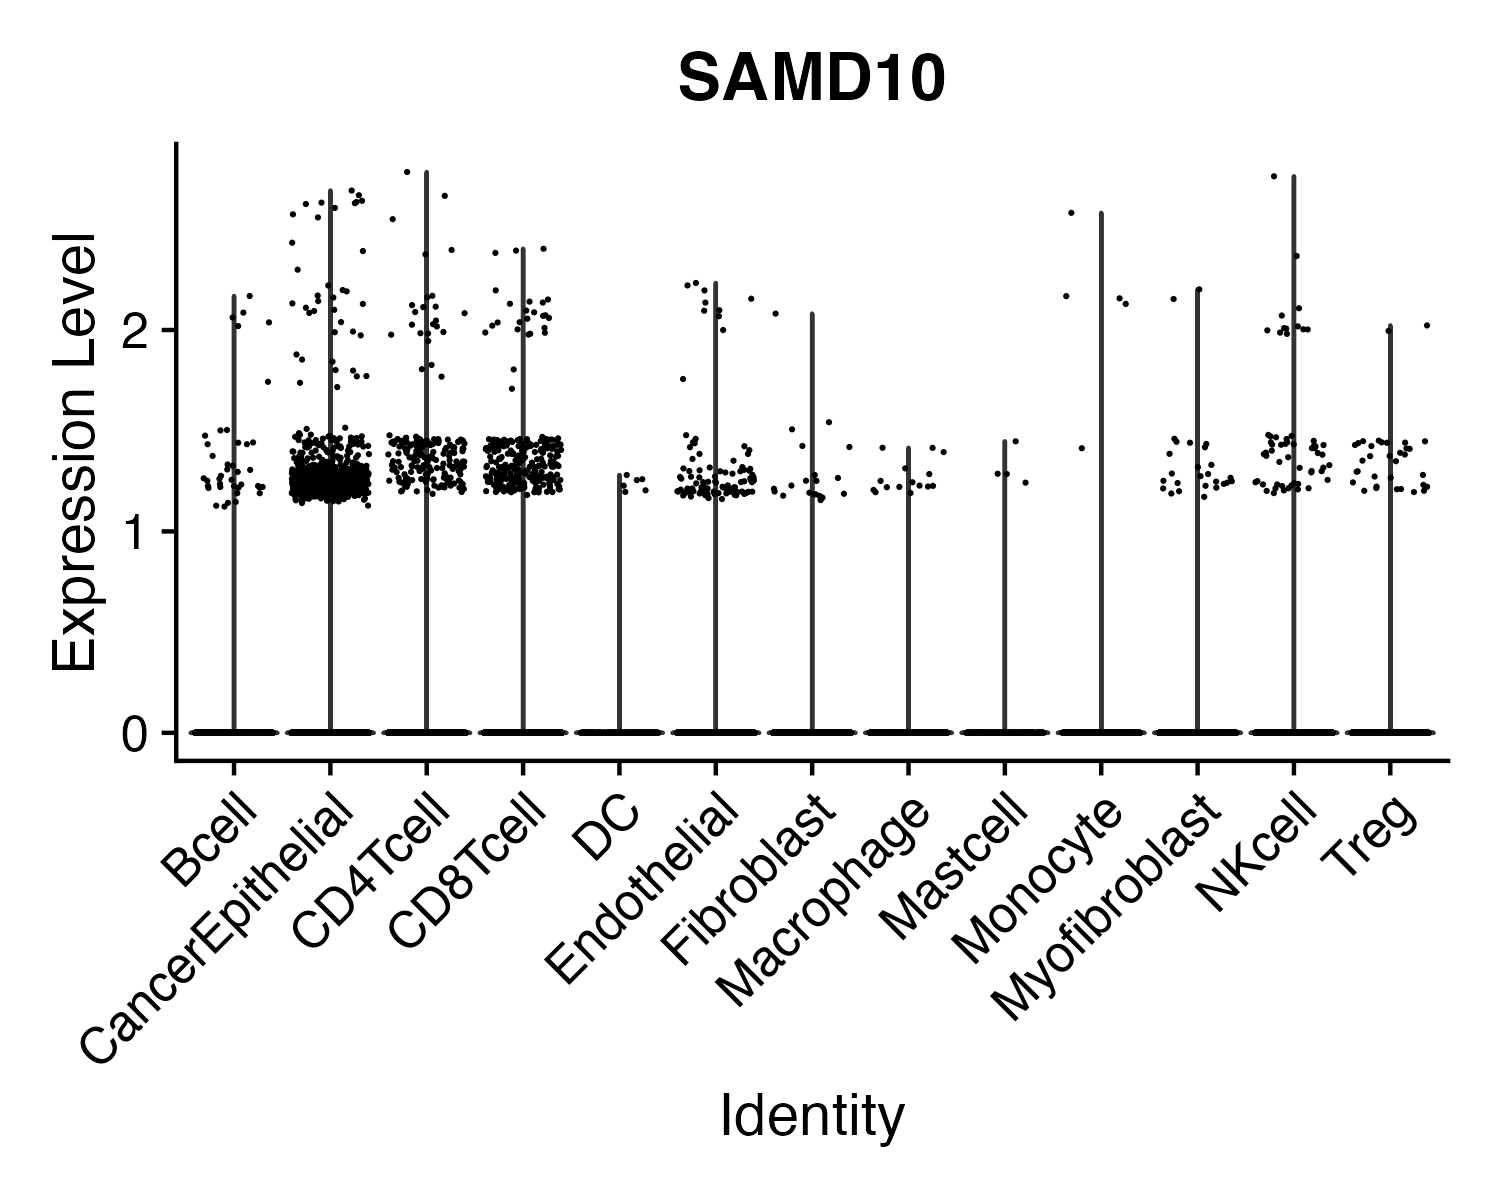 SAMD10
Expression Level
2
1
0
Bcell
CancerEpithelial
CD4Tcell
CD8Tcell
DC
Endothelial
Fibroblast
Macrophage
Mastcell
Monocyte
Myofibroblast
NKcell
Treg
Identity